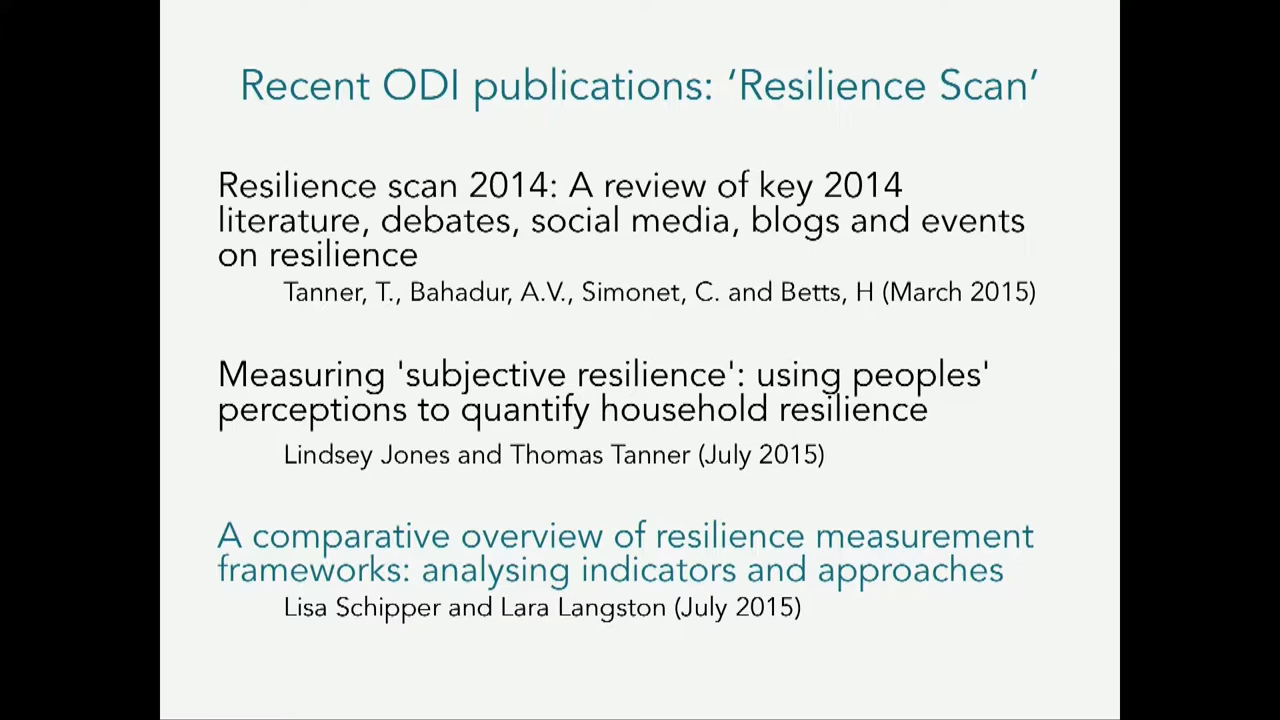 Recent ODI publications: ‘Resilience Scan’
Resilience scan 2014: A review of key 2014
literature, debates, social media, blogs and events
on resilience
Tanner, T., Bahadur, A.V., Simonet, C. and Betts, H (March 2015)
Measuring 'subjective resilience': using peoples'
perceptions to quantify household resilience
Lindsey Jones and Thomas Tanner (July 2015)
A comparative overview of resilience measurement
frameworks: analysing indicators and approaches
Lisa Schipper and Lara Langston (July 2015)